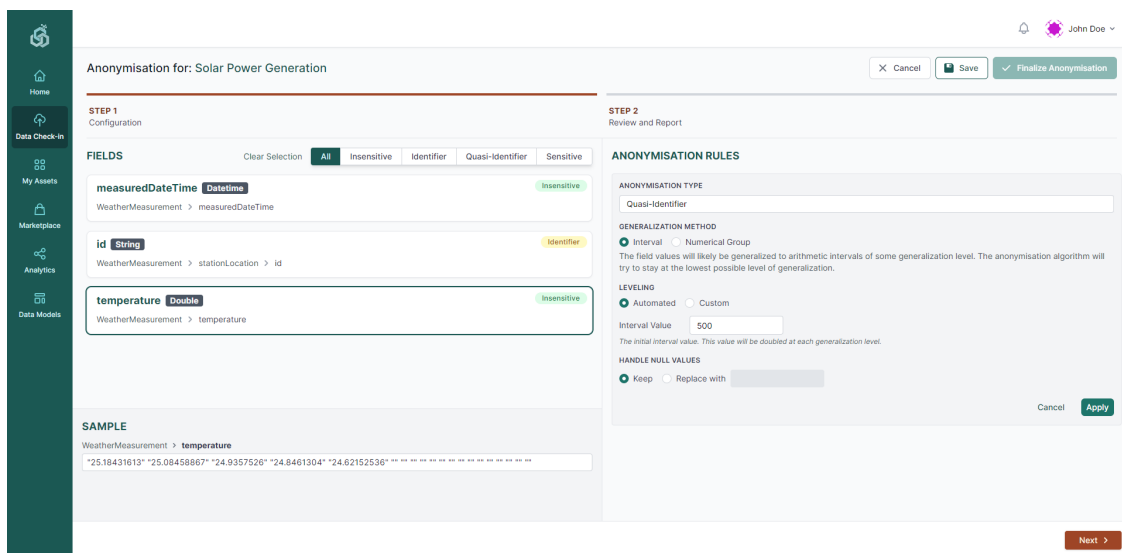 John Doe
Home
Data Check-in
My Assets
Marketplace
Analytics
Data Models
Anonymisation for: Solar Power Generation
Cancel
Save
Finalize Anonymisation
STEP 1
Configuration
STEP 2
Review and Report
FIELDS
Clear Selection
All
Insensitive
Identifier
Quasi-Identifier
Sensitive
measuredDateTime Datetime
Insensitive
WeatherMeasurement > measuredDateTime
id String
Identifier
WeatherMeasurement > stationLocation > id
temperature Double
Insensitive
WeatherMeasurement > temperature
SAMPLE
WeatherMeasurement > temperature
"25.18431613" "25.08458867" "24.9357526" "24.8461304" "24.62152536" "" "" "" "" "" "" "" "" "" "" "" "" "" "" ""
ANONYMISATION RULES
ANONYMISATION TYPE
Quasi-Identifier
GENERALIZATION METHOD
Interval
Numerical Group
The field values will likely be generalized to arithmetic intervals of some generalization level. The anonymisation algorithm will
try to stay at the lowest possible level of generalization.
LEVELING
Automated
Custom
Interval Value
500
The initial interval value. This value will be doubled at each generalization level.
HANDLE NULL VALUES
Keep
Replace with
Cancel
Apply
Next >